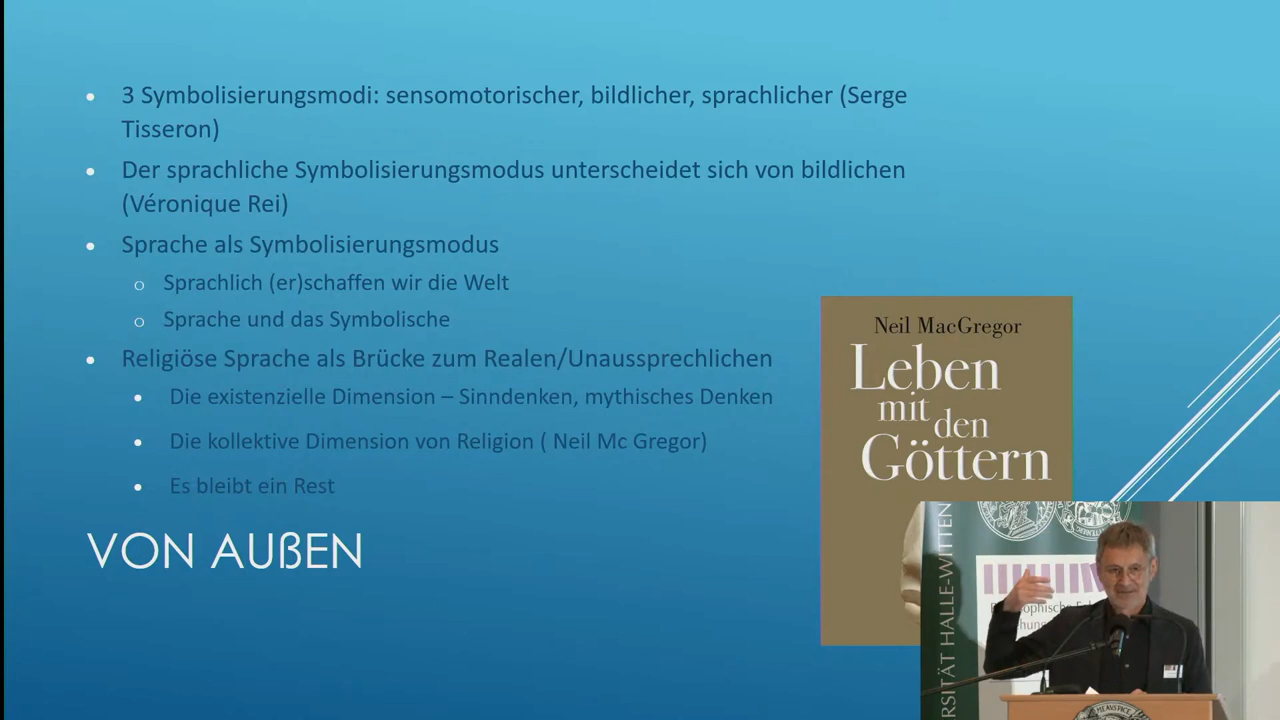 3 Symbolisierungsmodi: sensomotorischer, bildlicher, sprachlicher (Serge
Tisseron)
Der sprachliche Symbolisierungsmodus unterscheidet sich von bildlichen
(Véronique Rei)
Sprache als Symbolisierungsmodus
Sprachlich (er)schaffen wir die Welt
Sprache und das Symbolische
Religiöse Sprache als Brücke zum Realen/Unaussprechlichen
Die existenzielle Dimension – Sinndenken, mythisches Denken
Die kollektive Dimension von Religion ( Neil Mc Gregor)
Es bleibt ein Rest
VON AUßEN
Neil MacGregor
Leben
mit den
Göttern
RSITÄT HALLE-WITTEN